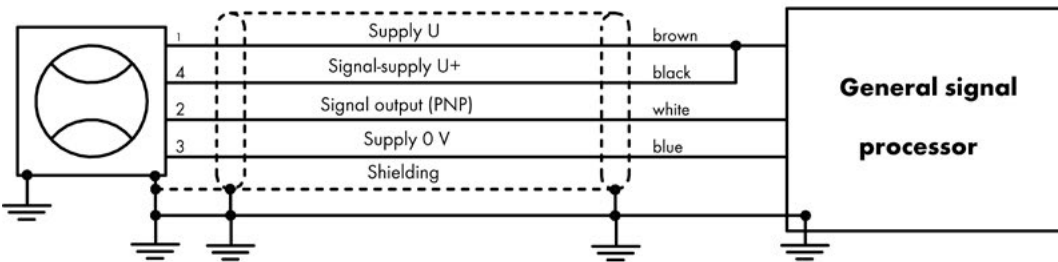 1 Supply U brown
4 Signal-supply U+ black
2 Signal output (PNP) white
3 Supply 0 V blue
Shielding
General signal
processor